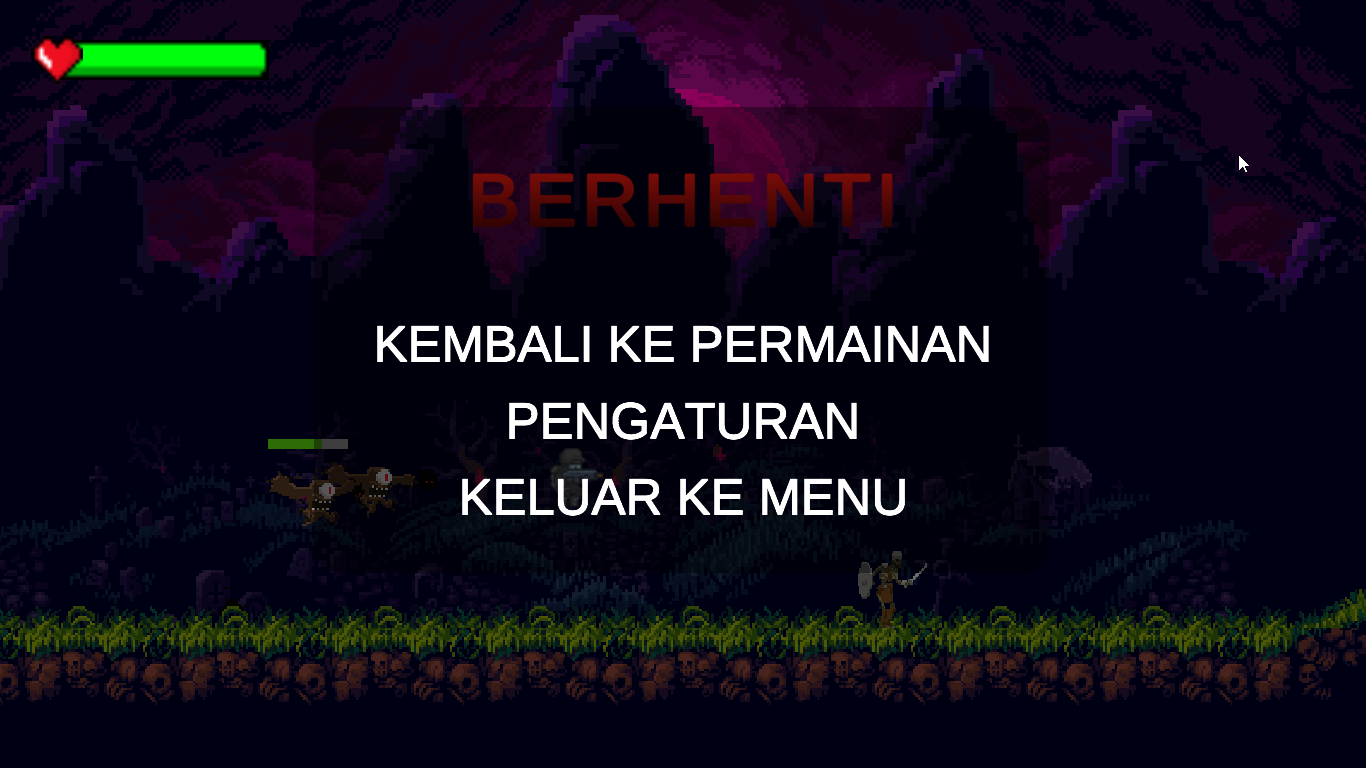 BERHENTI
KEMBALI KE PERMAINAN
PENGATURAN
KELUAR KE MENU